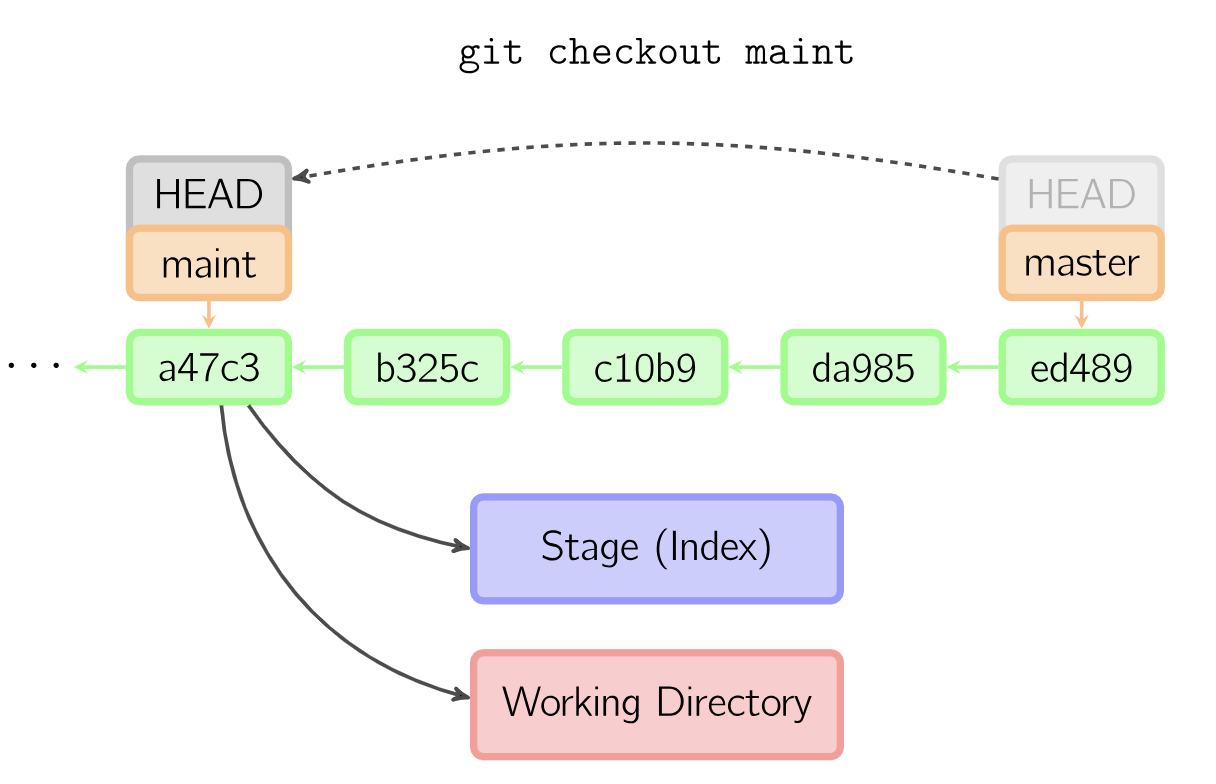 git checkout maint
HEAD HEAD
maint master
... a47c3 b325c c10b9 da985 ed489
Stage (Index)
Working Directory